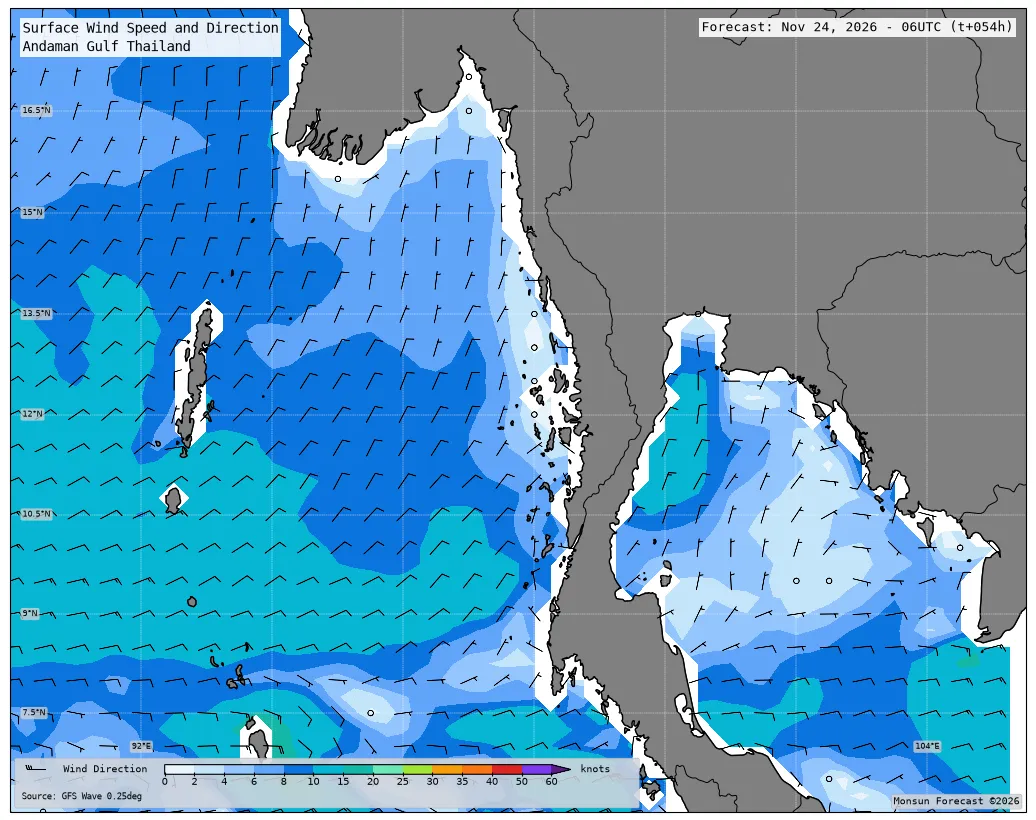 Surface Wind Speed and Direction
Andaman Gulf Thailand
Forecast: Nov 24, 2026 - 06UTC (t+054h)
16.5°N
15°N
13.5°N
12°N
10.5°N
9°N
7.5°N
92°E
104°E
Wind Direction
0 2 4 6 8 10 15 20 25 30 35 40 50 60
knots
Source: GFS Wave 0.25deg
Monsun Forecast ©2026